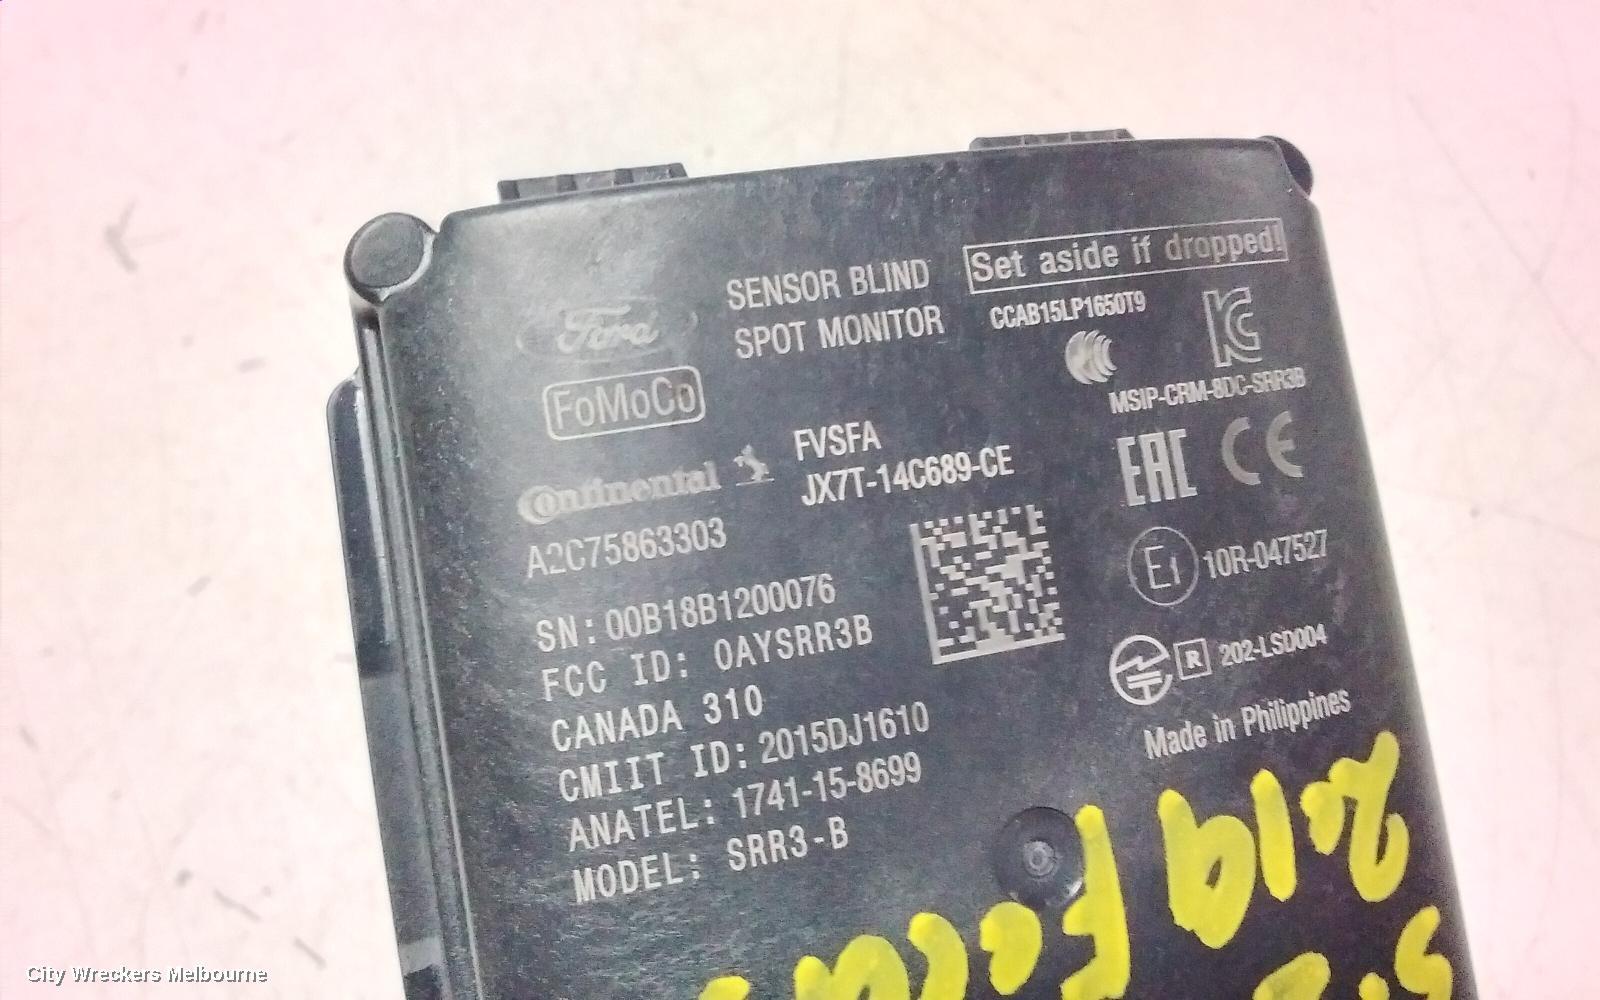 Set aside if dropped!
SENSOR BLIND
SPOT MONITOR
CCAB15LP1650T9
Ford
FoMoCo
MSIP-CRM-8DC-SRR3B
Continental
FVSFA
JX7T-14C689-CE
EAC CE
A2C75863303
E1 10R-047527
SN: 00B18B1200076
FCC ID: OAYSRR3B
R 202-LSD004
CANADA 310
Made in Philippines
CMIIT ID: 2015DJ1610
ANATEL: 1741-15-8699
MODEL: SRR3-B
2019 Focus
City Wreckers Melbourne